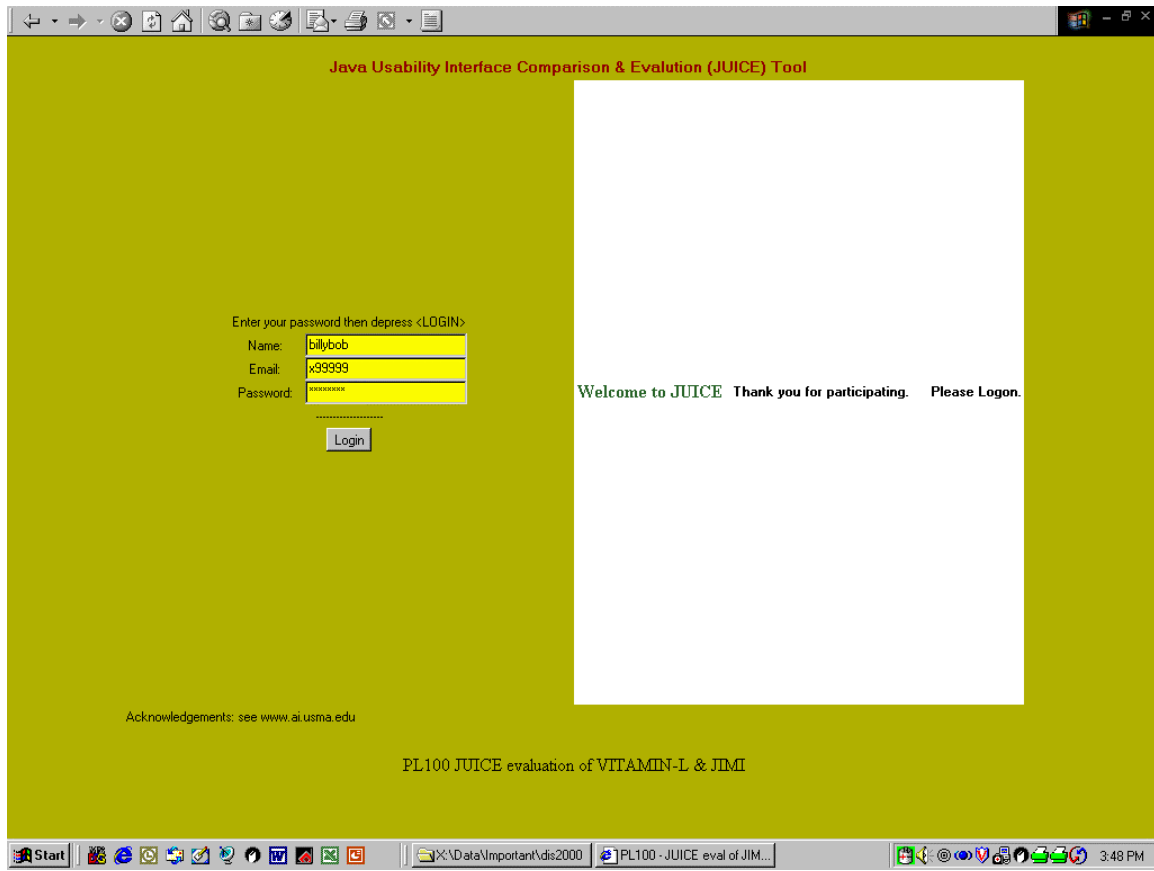 Java Usability Interface Comparison & Evalution (JUICE) Tool
Enter your password then depress <LOGIN>
Name: billybob
Email: x99999
Password: ********
--------------------
Login
Welcome to JUICE Thank you for participating. Please Logon.
Acknowledgements: see www.ai.usma.edu
PL100 JUICE evaluation of VITAMIN-L & JIMI
Start X:\Data\Important\dis2000 PL100 - JUICE eval of JIM... 3:48 PM